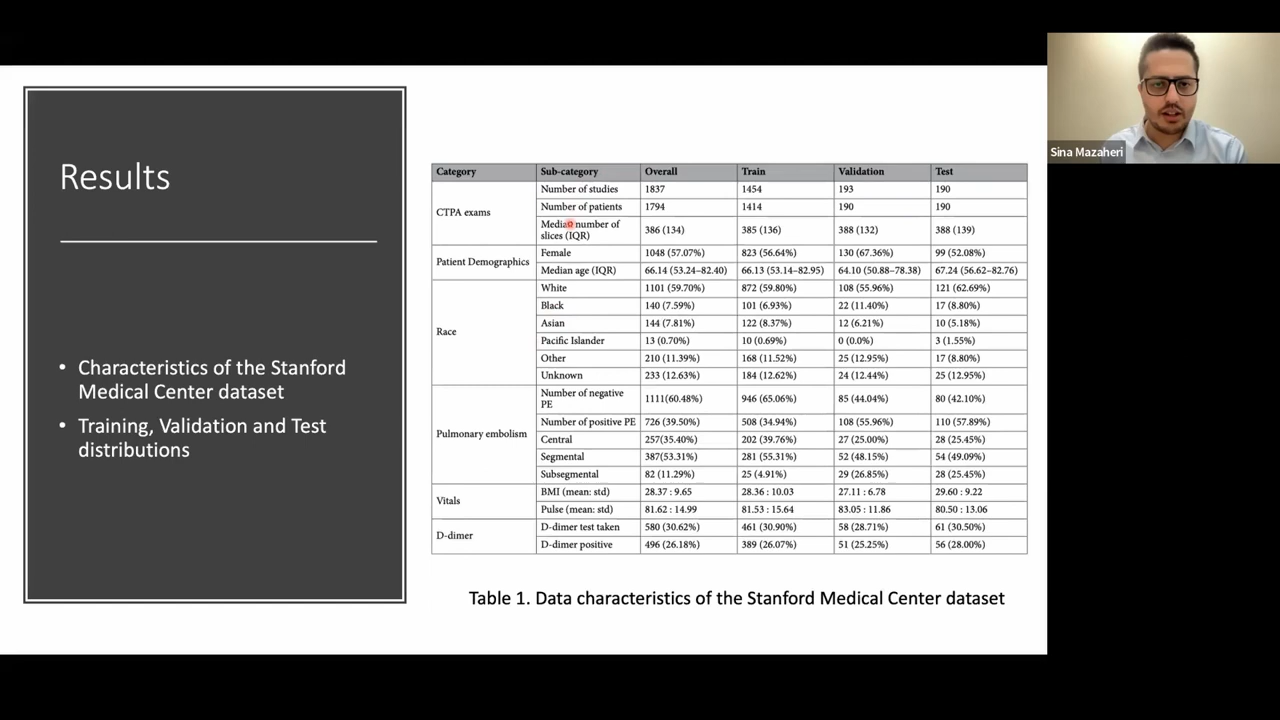 Results
• Characteristics of the Stanford
Medical Center dataset
• Training, Validation and Test
distributions
Category Sub-category Overall Train Validation Test
CTPA exams
Number of studies 1837 1454 193 190
Number of patients 1794 1414 190 190
Median number of
slices (IQR) 386 (134) 385 (136) 388 (132) 388 (139)
Patient Demographics
Female 1048 (57.07%) 823 (56.64%) 130 (67.36%) 99 (52.08%)
Median age (IQR) 66.14 (53.24–82.40) 66.13 (53.14–82.95) 64.10 (50.88–78.38) 67.24 (56.62–82.76)
Race
White 1101 (59.70%) 872 (59.80%) 108 (55.96%) 121 (62.69%)
Black 140 (7.59%) 101 (6.93%) 22 (11.40%) 17 (8.80%)
Asian 144 (7.81%) 122 (8.37%) 12 (6.21%) 10 (5.18%)
Pacific Islander 13 (0.70%) 10 (0.69%) 0 (0.0%) 3 (1.55%)
Other 210 (11.39%) 168 (11.52%) 25 (12.95%) 17 (8.80%)
Unknown 233 (12.63%) 184 (12.62%) 24 (12.44%) 25 (12.95%)
Pulmonary embolism
Number of negative
PE 1111(60.48%) 946 (65.06%) 85 (44.04%) 80 (42.10%)
Number of positive PE 726 (39.50%) 508 (34.94%) 108 (55.96%) 110 (57.89%)
Central 257(35.40%) 202 (39.76%) 27 (25.00%) 28 (25.45%)
Segmental 387(53.31%) 281 (55.31%) 52 (48.15%) 54 (49.09%)
Subsegmental 82 (11.29%) 25 (4.91%) 29 (26.85%) 28 (25.45%)
Vitals
BMI (mean: std) 28.37 : 9.65 28.36 : 10.03 27.11 : 6.78 29.60 : 9.22
Pulse (mean: std) 81.62 : 14.99 81.53 : 15.64 83.05 : 11.86 80.50 : 13.06
D-dimer
D-dimer test taken 580 (30.62%) 461 (30.90%) 58 (28.71%) 61 (30.50%)
D-dimer positive 496 (26.18%) 389 (26.07%) 51 (25.25%) 56 (28.00%)
Table 1. Data characteristics of the Stanford Medical Center dataset
Sina Mazaheri